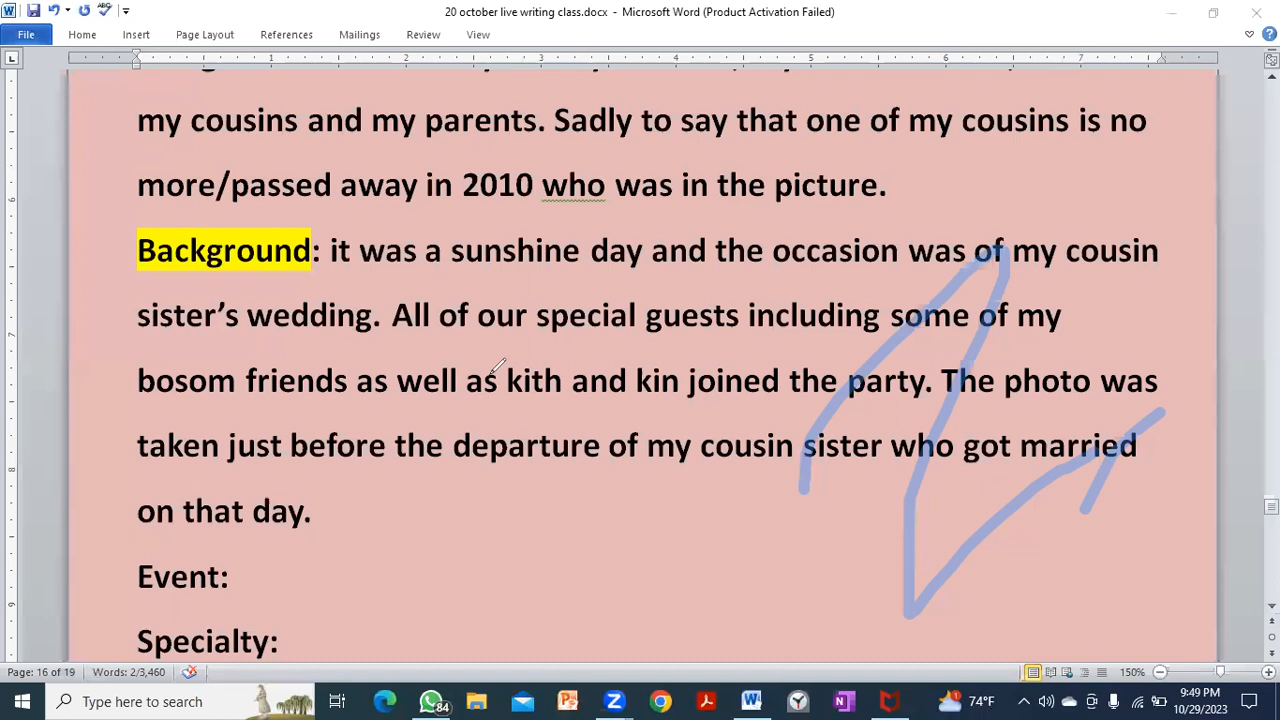 20 october live writing class.docx - Microsoft Word (Product Activation Failed)
File Home Insert Page Layout References Mailings Review View
my cousins and my parents. Sadly to say that one of my cousins is no
more/passed away in 2010 who was in the picture.
Background: it was a sunshine day and the occasion was of my cousin
sister’s wedding. All of our special guests including some of my
bosom friends as well as kith and kin joined the party. The photo was
taken just before the departure of my cousin sister who got married
on that day.
Event:
Specialty:
Page: 16 of 19 Words: 2/3,460 150%
Type here to search 84 1 74°F 9:49 PM
10/29/2023